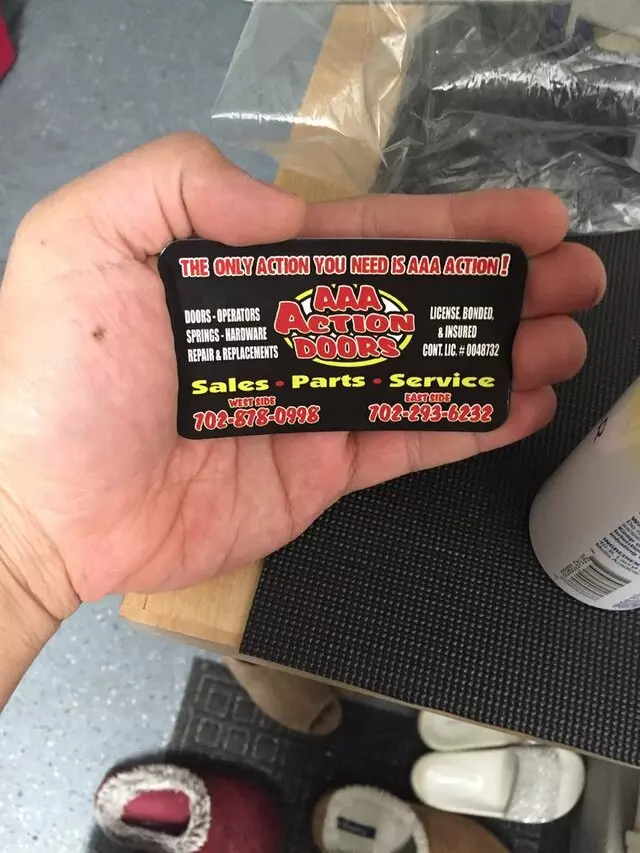 THE ONLY ACTION YOU NEED IS AAA ACTION!
DOORS - OPERATORS
SPRINGS - HARDWARE
REPAIR & REPLACEMENTS
AAA
ACTION
DOORS
LICENSE, BONDED,
& INSURED
CONT. LIC. # 0048732
Sales • Parts • Service
WEST SIDE
702-878-0998
EAST SIDE
702-293-6232